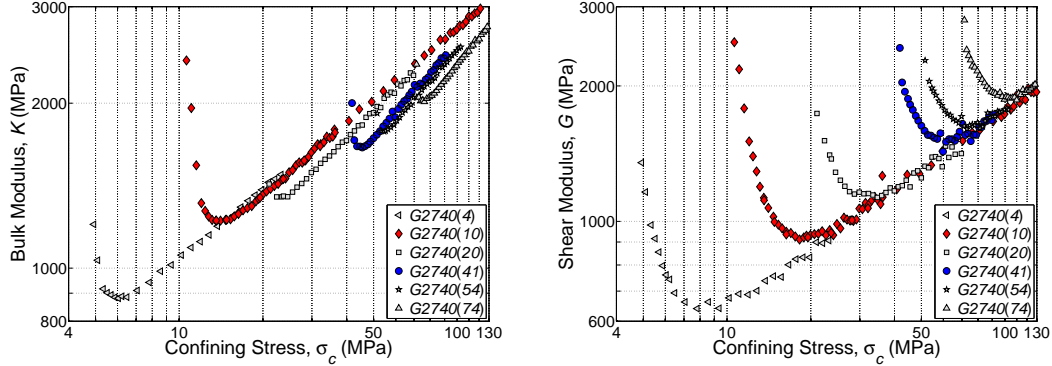 3000
2000
1000
800
Bulk Modulus, K (MPa)
4
10
50
100
130
Confining Stress, σc (MPa)
G2740(4)
G2740(10)
G2740(20)
G2740(41)
G2740(54)
G2740(74)
3000
2000
1000
600
Shear Modulus, G (MPa)
4
10
50
100
130
Confining Stress, σc (MPa)
G2740(4)
G2740(10)
G2740(20)
G2740(41)
G2740(54)
G2740(74)